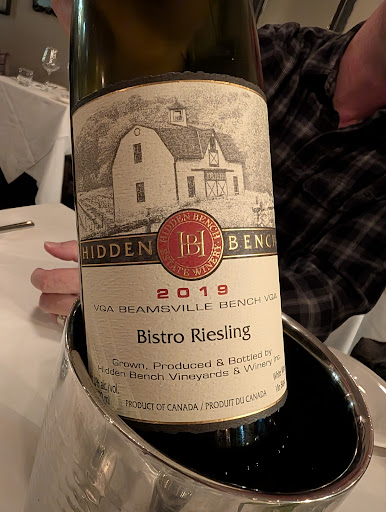 HIDDEN BENCH
HIDDEN BENCH
HB
ESTATE WINERY
2019
VQA BEAMSVILLE BENCH VQA
Bistro Riesling
Grown, Produced & Bottled by
Hidden Bench Vineyards & Winery Inc.
PRODUCT OF CANADA / PRODUIT DU CANADA